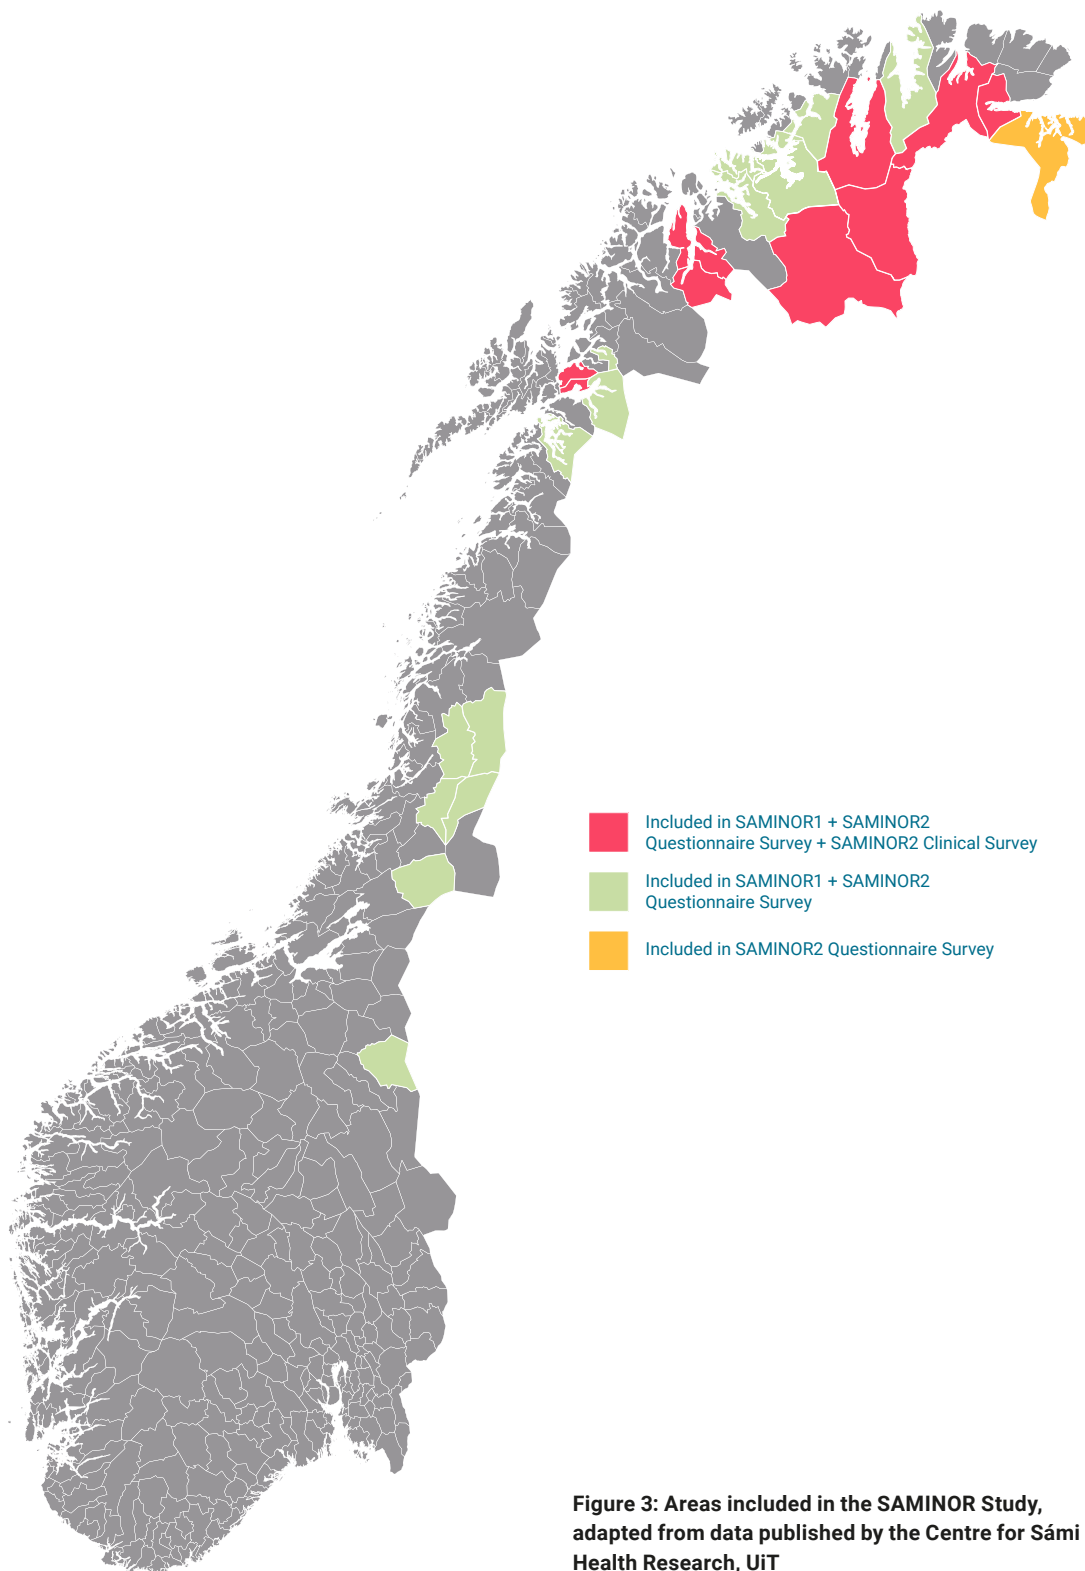 Included in SAMINOR1 + SAMINOR2
Questionnaire Survey + SAMINOR2 Clinical Survey
Included in SAMINOR1 + SAMINOR2
Questionnaire Survey
Included in SAMINOR2 Questionnaire Survey
Figure 3: Areas included in the SAMINOR Study,
adapted from data published by the Centre for Sámi
Health Research, UiT